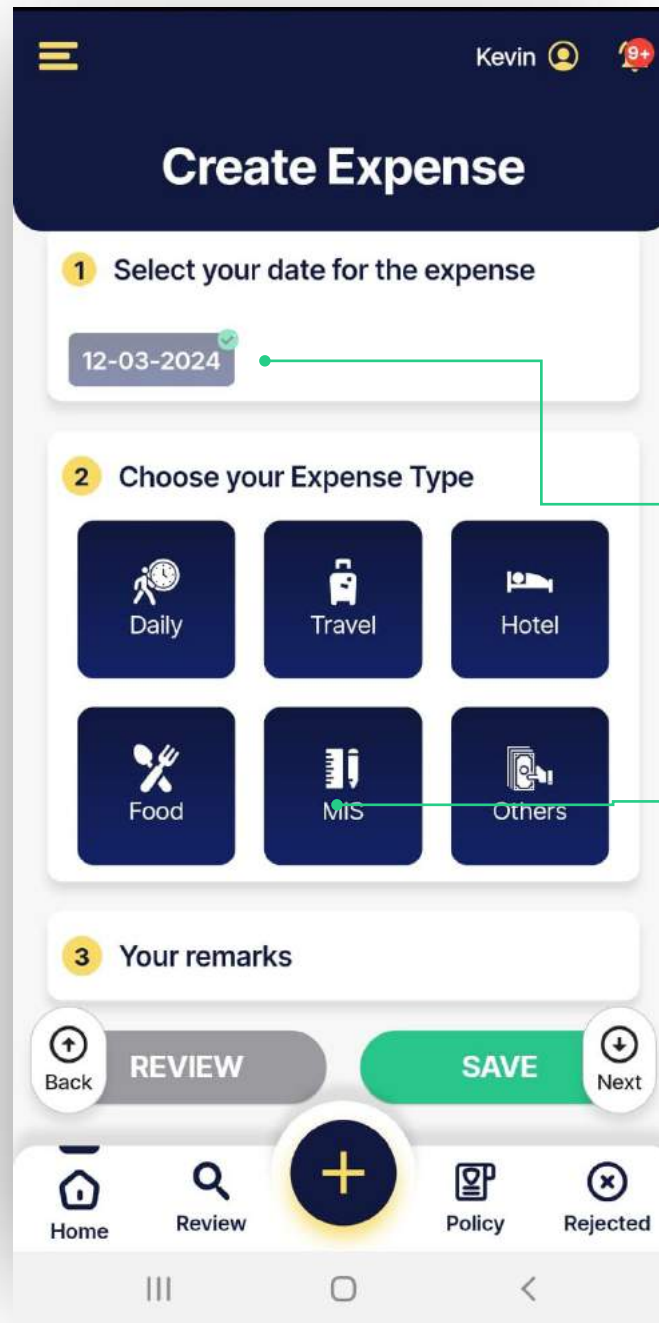 Kevin
9+
Create Expense
1 Select your date for the expense
12-03-2024
2 Choose your Expense Type
Daily Travel Hotel
Food MIS Others
3 Your remarks
Back REVIEW SAVE Next
Home Review Policy Rejected